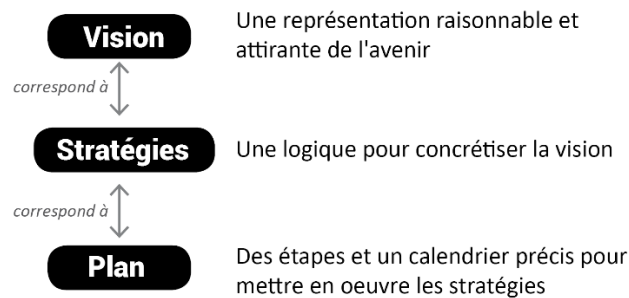 Vision
Une représentation raisonnable et
attirante de l'avenir
correspond à
Stratégies
Une logique pour concrétiser la vision
correspond à
Plan
Des étapes et un calendrier précis pour
mettre en oeuvre les stratégies